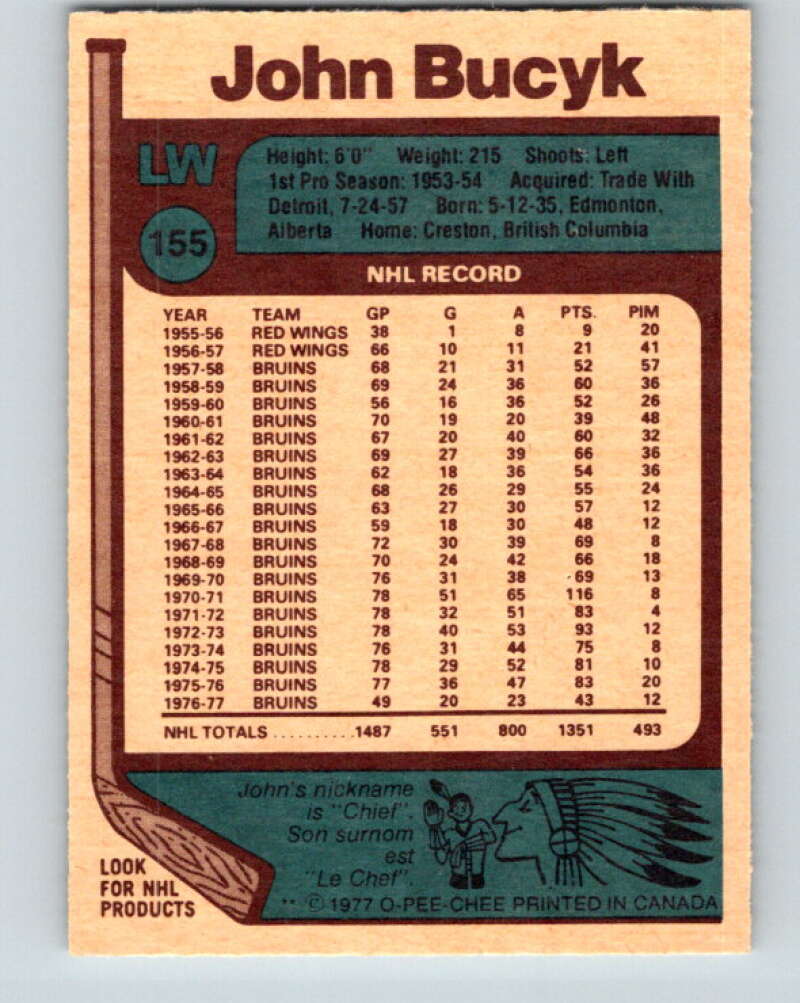 John Bucyk
LW
155
Height: 6'0" Weight: 215 Shoots: Left
1st Pro Season: 1953-54 Acquired: Trade With
Detroit, 7-24-57 Born: 5-12-35, Edmonton,
Alberta Home: Creston, British Columbia
NHL RECORD
YEAR TEAM GP G A PTS. PIM
1955-56 RED WINGS 38 1 8 9 20
1956-57 RED WINGS 66 10 11 21 41
1957-58 BRUINS 68 21 31 52 57
1958-59 BRUINS 69 24 36 60 36
1959-60 BRUINS 56 16 36 52 26
1960-61 BRUINS 70 19 20 39 48
1961-62 BRUINS 67 20 40 60 32
1962-63 BRUINS 69 27 39 66 36
1963-64 BRUINS 62 18 36 54 36
1964-65 BRUINS 68 26 29 55 24
1965-66 BRUINS 63 27 30 57 12
1966-67 BRUINS 59 18 30 48 12
1967-68 BRUINS 72 30 39 69 8
1968-69 BRUINS 70 24 42 66 18
1969-70 BRUINS 76 31 38 69 13
1970-71 BRUINS 78 51 65 116 8
1971-72 BRUINS 78 32 51 83 4
1972-73 BRUINS 78 40 53 93 12
1973-74 BRUINS 76 31 44 75 8
1974-75 BRUINS 78 29 52 81 10
1975-76 BRUINS 77 36 47 83 20
1976-77 BRUINS 49 20 23 43 12
NHL TOTALS ..........1487 551 800 1351 493
John's nickname
is "Chief".
Son surnom
est
"Le Chef".
LOOK
FOR NHL
PRODUCTS
** © 1977 O-PEE-CHEE PRINTED IN CANADA